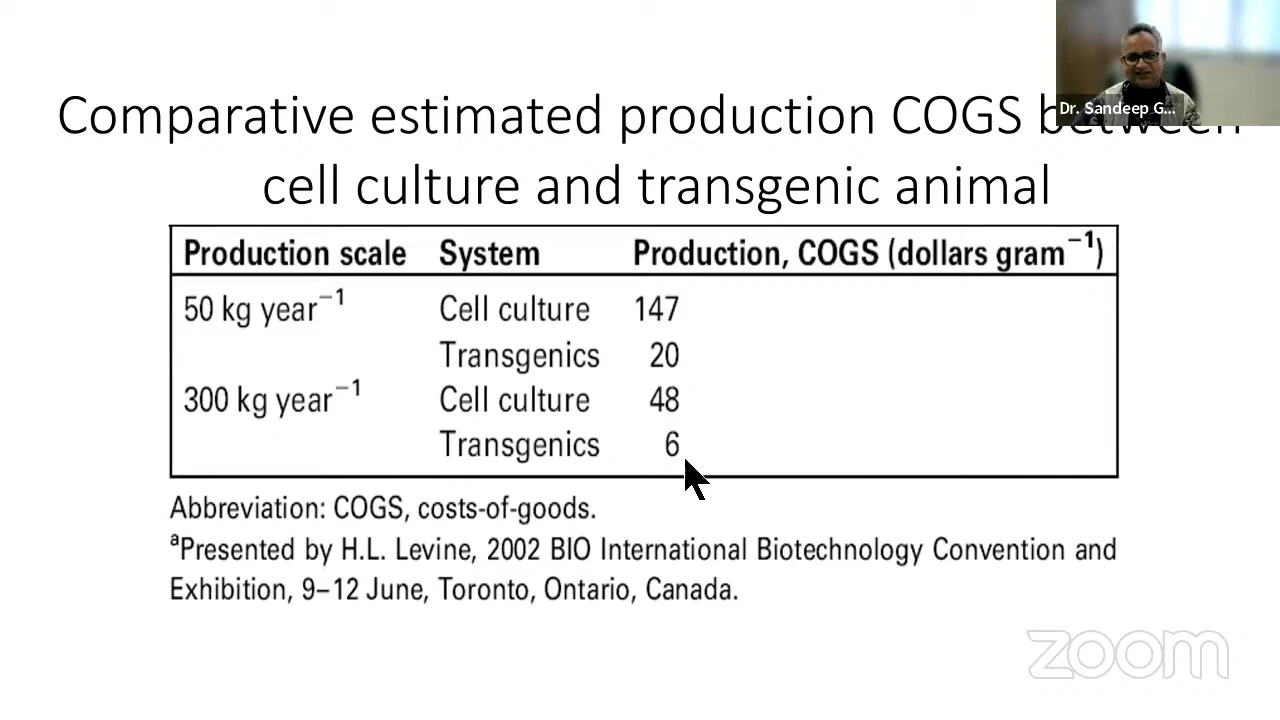 Dr. Sandeep G...
Comparative estimated production COGS between
cell culture and transgenic animal
Production scale System Production, COGS (dollars gram⁻¹)
50 kg year⁻¹ Cell culture 147
Transgenics 20
300 kg year⁻¹ Cell culture 48
Transgenics 6
Abbreviation: COGS, costs-of-goods.
ᵃPresented by H.L. Levine, 2002 BIO International Biotechnology Convention and
Exhibition, 9–12 June, Toronto, Ontario, Canada.
zoom